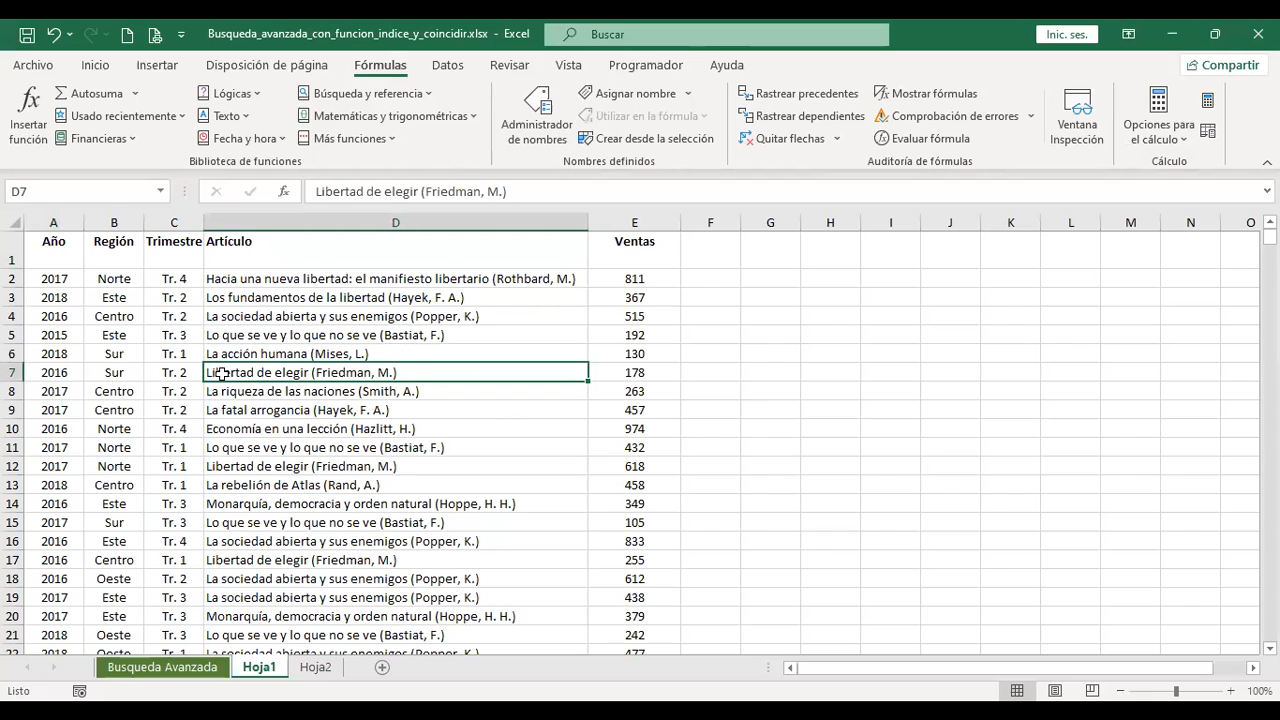 Busqueda_avanzada_con_funcion_indice_y_coincidir.xlsx - Excel
Buscar
Inic. ses.
Archivo Inicio Insertar Disposición de página Fórmulas Datos Revisar Vista Programador Ayuda
Compartir
Insertar función
Autosuma
Usado recientemente
Financieras
Lógicas
Texto
Fecha y hora
Búsqueda y referencia
Matemáticas y trigonométricas
Más funciones
Biblioteca de funciones
Administrador de nombres
Asignar nombre
Utilizar en la fórmula
Crear desde la selección
Nombres definidos
Rastrear precedentes
Rastrear dependientes
Quitar flechas
Mostrar fórmulas
Comprobación de errores
Evaluar fórmula
Auditoría de fórmulas
Ventana Inspección
Opciones para el cálculo
Cálculo
D7
fx
Libertad de elegir (Friedman, M.)
A B C D E F G H I J K L M N O
1 Año Región Trimestre Artículo Ventas
2 2017 Norte Tr. 4 Hacia una nueva libertad: el manifiesto libertario (Rothbard, M.) 811
3 2018 Este Tr. 2 Los fundamentos de la libertad (Hayek, F. A.) 367
4 2016 Centro Tr. 2 La sociedad abierta y sus enemigos (Popper, K.) 515
5 2015 Este Tr. 3 Lo que se ve y lo que no se ve (Bastiat, F.) 192
6 2018 Sur Tr. 1 La acción humana (Mises, L.) 130
7 2016 Sur Tr. 2 Libertad de elegir (Friedman, M.) 178
8 2017 Centro Tr. 2 La riqueza de las naciones (Smith, A.) 263
9 2017 Centro Tr. 2 La fatal arrogancia (Hayek, F. A.) 457
10 2016 Norte Tr. 4 Economía en una lección (Hazlitt, H.) 974
11 2017 Norte Tr. 1 Lo que se ve y lo que no se ve (Bastiat, F.) 432
12 2017 Norte Tr. 1 Libertad de elegir (Friedman, M.) 618
13 2018 Centro Tr. 1 La rebelión de Atlas (Rand, A.) 458
14 2016 Este Tr. 3 Monarquía, democracia y orden natural (Hoppe, H. H.) 349
15 2017 Sur Tr. 3 Lo que se ve y lo que no se ve (Bastiat, F.) 105
16 2016 Este Tr. 4 La sociedad abierta y sus enemigos (Popper, K.) 833
17 2016 Centro Tr. 1 Libertad de elegir (Friedman, M.) 255
18 2016 Oeste Tr. 2 La sociedad abierta y sus enemigos (Popper, K.) 612
19 2017 Este Tr. 3 La sociedad abierta y sus enemigos (Popper, K.) 438
20 2017 Este Tr. 3 Monarquía, democracia y orden natural (Hoppe, H. H.) 379
21 2018 Oeste Tr. 3 Lo que se ve y lo que no se ve (Bastiat, F.) 242
22 2018 Oeste Tr. 1 La sociedad abierta y sus enemigos (Popper, K.) 477
Busqueda Avanzada Hoja1 Hoja2
Listo
100%